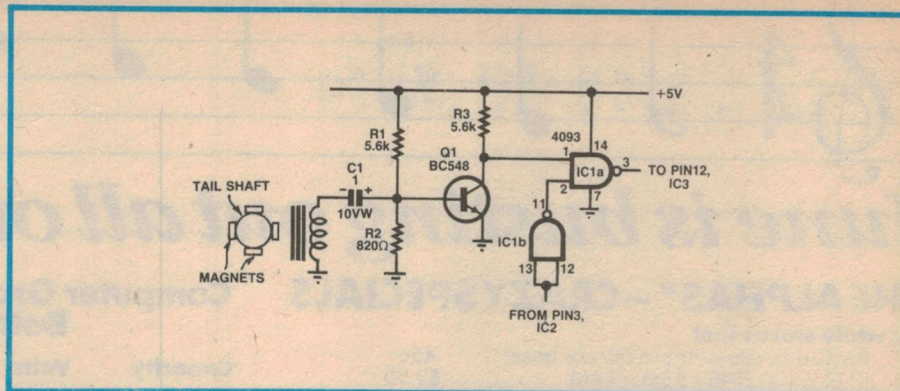 +5V
R1
5.6k
R3
5.6k
4093
14
Q1
BC548
1
IC1a
3
TO PIN12,
IC3
2
7
C1
1
- +
10VW
TAIL SHAFT
R2
820Ω
11
IC1b
13
12
MAGNETS
FROM PIN3,
IC2